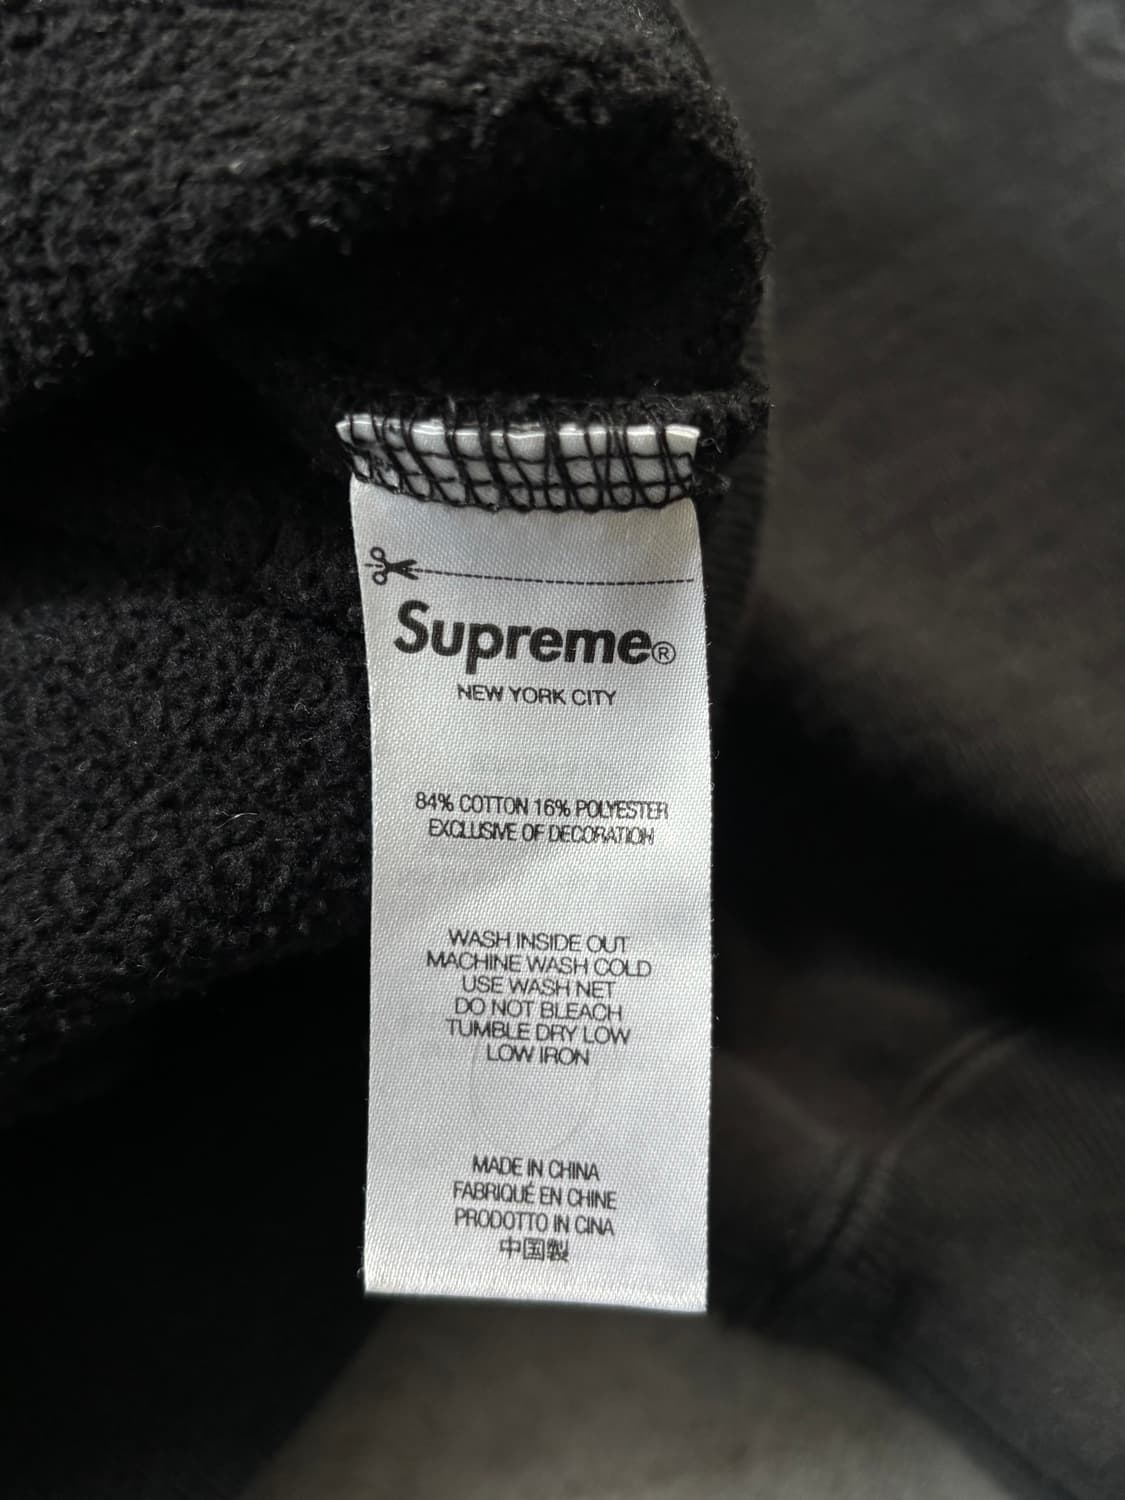 Supreme®
NEW YORK CITY
84% COTTON 16% POLYESTER
EXCLUSIVE OF DECORATION
WASH INSIDE OUT
MACHINE WASH COLD
USE WASH NET
DO NOT BLEACH
TUMBLE DRY LOW
LOW IRON
MADE IN CHINA
FABRIQUÉ EN CHINE
PRODOTTO IN CINA
中国製